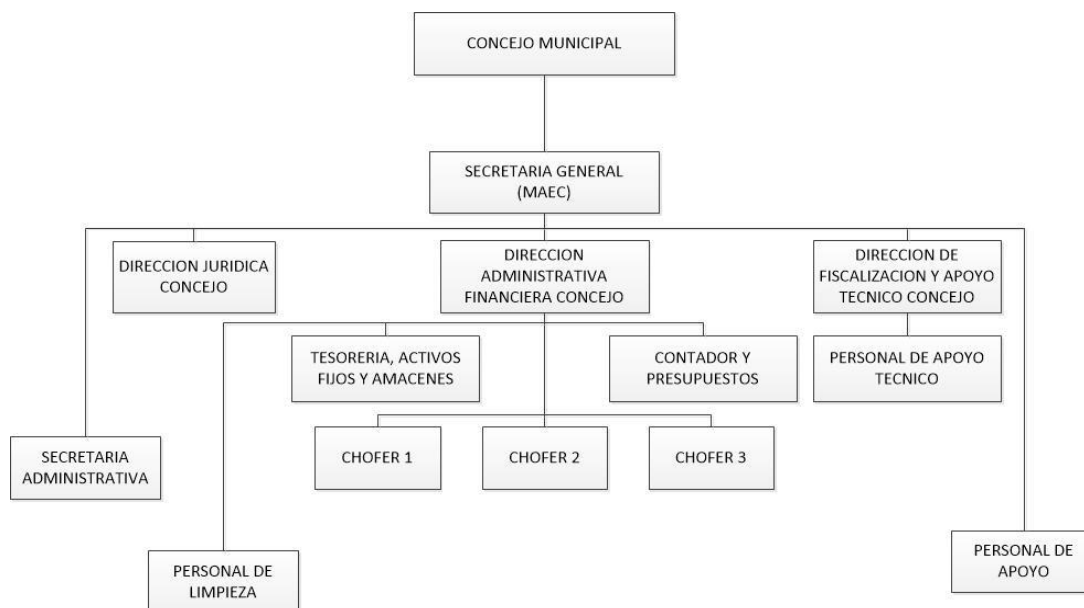 CONCEJO MUNICIPAL
SECRETARIA GENERAL
(MAEC)
DIRECCION JURIDICA
CONCEJO
DIRECCION
ADMINISTRATIVA
FINANCIERA CONCEJO
DIRECCION DE
FISCALIZACION Y APOYO
TECNICO CONCEJO
TESORERIA, ACTIVOS
FIJOS Y AMACENES
CONTADOR Y
PRESUPUESTOS
PERSONAL DE APOYO
TECNICO
SECRETARIA
ADMINISTRATIVA
CHOFER 1
CHOFER 2
CHOFER 3
PERSONAL DE
LIMPIEZA
PERSONAL DE
APOYO